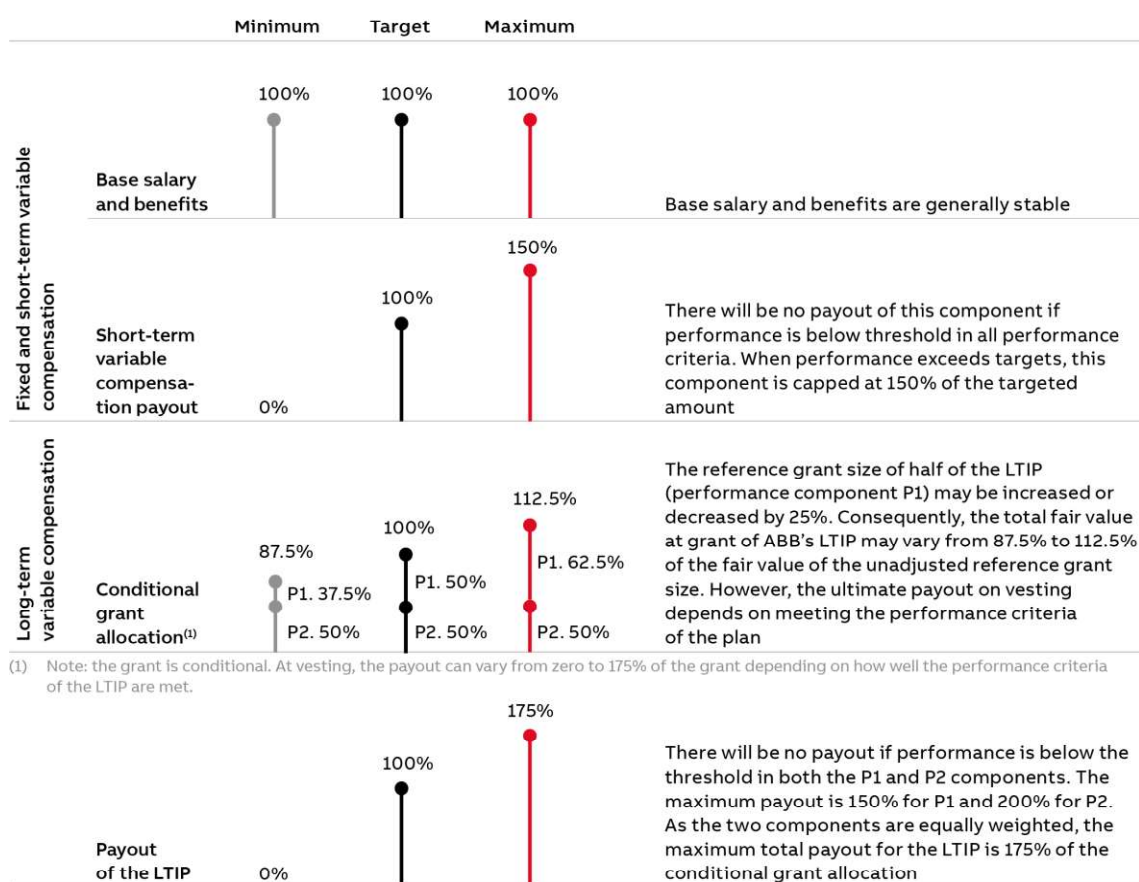 Minimum Target Maximum
Fixed and short-term variable
compensation
100% 100% 100%
Base salary
and benefits
Base salary and benefits are generally stable
150%
100%
Short-term
variable
compensa-
tion payout
0%
There will be no payout of this component if
performance is below threshold in all performance
criteria. When performance exceeds targets, this
component is capped at 150% of the targeted
amount
Long-term
variable compensation
112.5%
100%
87.5%
P1. 62.5%
P1. 50%
P1. 37.5%
Conditional
grant
allocation(1)
P2. 50% P2. 50% P2. 50%
The reference grant size of half of the LTIP
(performance component P1) may be increased or
decreased by 25%. Consequently, the total fair value
at grant of ABB's LTIP may vary from 87.5% to 112.5%
of the fair value of the unadjusted reference grant
size. However, the ultimate payout on vesting
depends on meeting the performance criteria
of the plan
(1) Note: the grant is conditional. At vesting, the payout can vary from zero to 175% of the grant depending on how well the performance criteria
of the LTIP are met.
175%
100%
Payout
of the LTIP
0%
There will be no payout if performance is below the
threshold in both the P1 and P2 components. The
maximum payout is 150% for P1 and 200% for P2.
As the two components are equally weighted, the
maximum total payout for the LTIP is 175% of the
conditional grant allocation